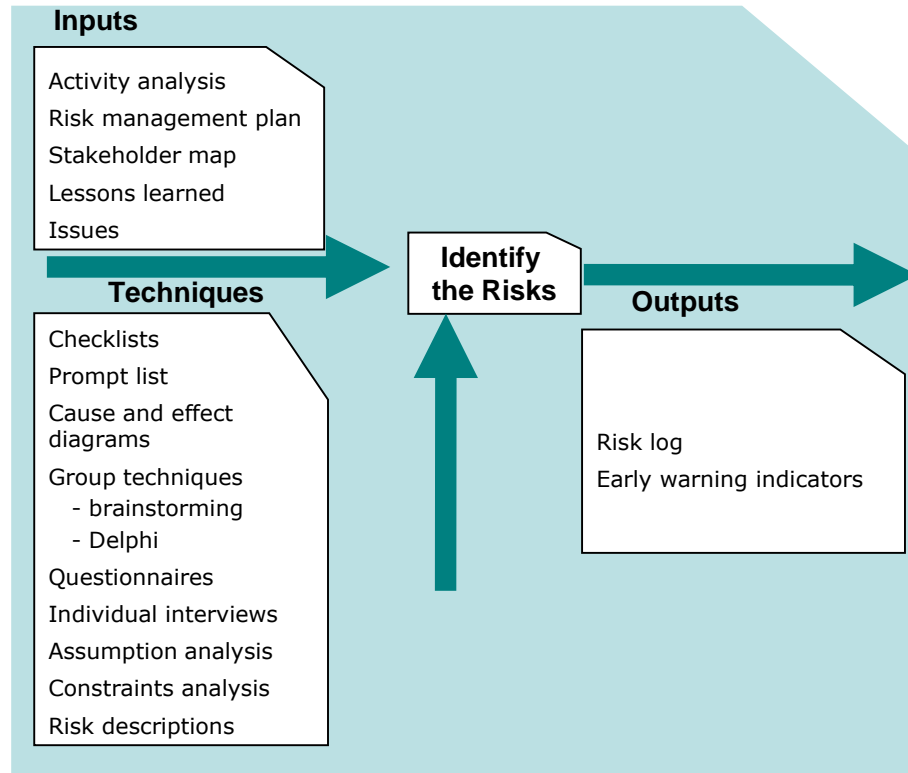 Inputs
Activity analysis
Risk management plan
Stakeholder map
Lessons learned
Issues
Identify
the Risks
Techniques
Checklists
Prompt list
Cause and effect
diagrams
Group techniques
- brainstorming
- Delphi
Questionnaires
Individual interviews
Assumption analysis
Constraints analysis
Risk descriptions
Outputs
Risk log
Early warning indicators